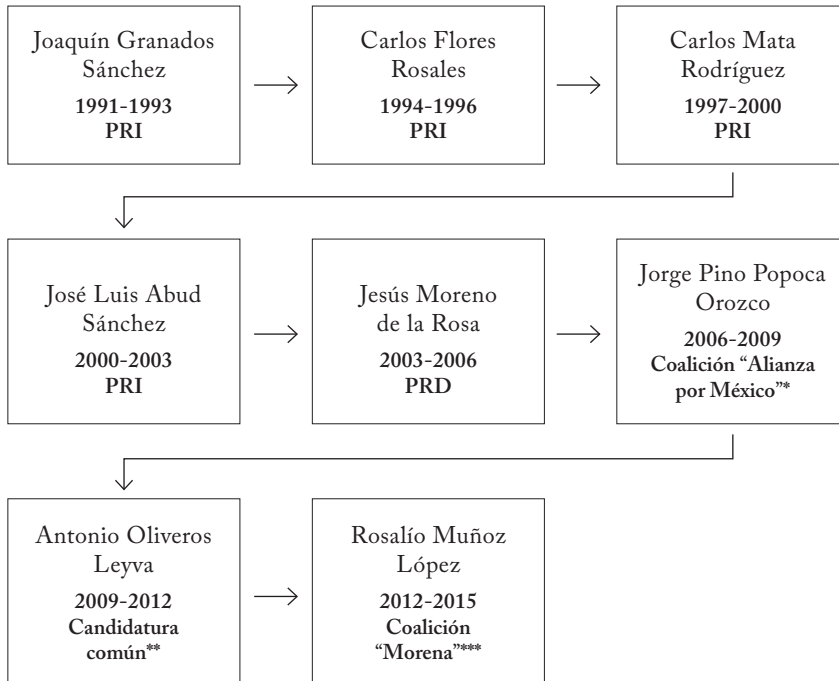 Joaquín Granados
Sánchez
1991-1993
PRI
Carlos Flores
Rosales
1994-1996
PRI
Carlos Mata
Rodríguez
1997-2000
PRI
José Luis Abud
Sánchez
2000-2003
PRI
Jesús Moreno
de la Rosa
2003-2006
PRD
Jorge Pino Popoca
Orozco
2006-2009
Coalición “Alianza
por México”*
Antonio Oliveros
Leyva
2009-2012
Candidatura
común**
Rosalío Muñoz
López
2012-2015
Coalición
“Morena”***